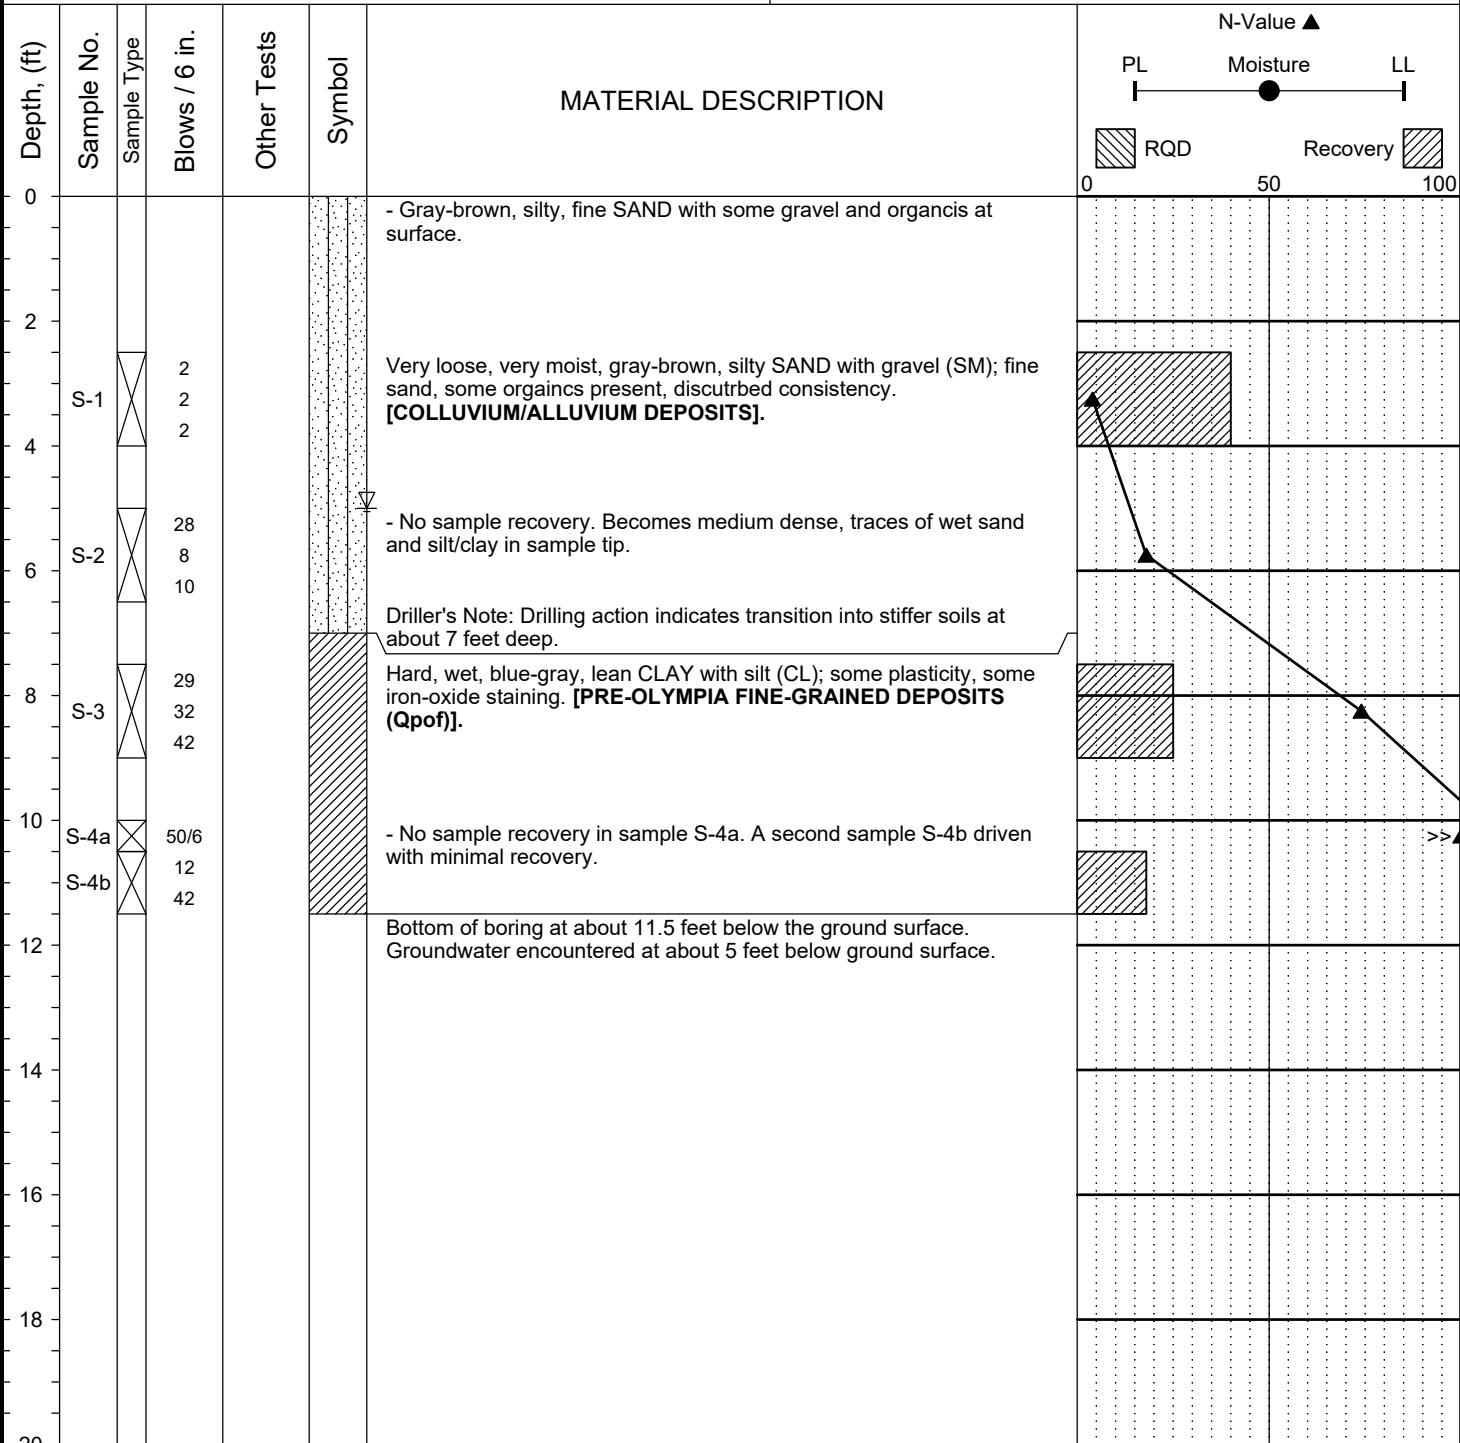 Depth, (ft)
Sample No.
Sample Type
Blows / 6 in.
Other Tests
Symbol
MATERIAL DESCRIPTION
N-Value ▲
PL Moisture LL
RQD Recovery
0 50 100
0
- Gray-brown, silty, fine SAND with some gravel and organcis at
surface.
2
S-1
2
2
2
Very loose, very moist, gray-brown, silty SAND with gravel (SM); fine
sand, some orgaincs present, discutrbed consistency.
[COLLUVIUM/ALLUVIUM DEPOSITS].
4
S-2
28
8
10
- No sample recovery. Becomes medium dense, traces of wet sand
and silt/clay in sample tip.
6
Driller's Note: Drilling action indicates transition into stiffer soils at
about 7 feet deep.
S-3
29
32
42
Hard, wet, blue-gray, lean CLAY with silt (CL); some plasticity, some
iron-oxide staining. [PRE-OLYMPIA FINE-GRAINED DEPOSITS
(Qpof)].
8
10
S-4a
50/6
- No sample recovery in sample S-4a. A second sample S-4b driven
with minimal recovery.
>>▲
S-4b
12
42
Bottom of boring at about 11.5 feet below the ground surface.
Groundwater encountered at about 5 feet below ground surface.
12
14
16
18
20